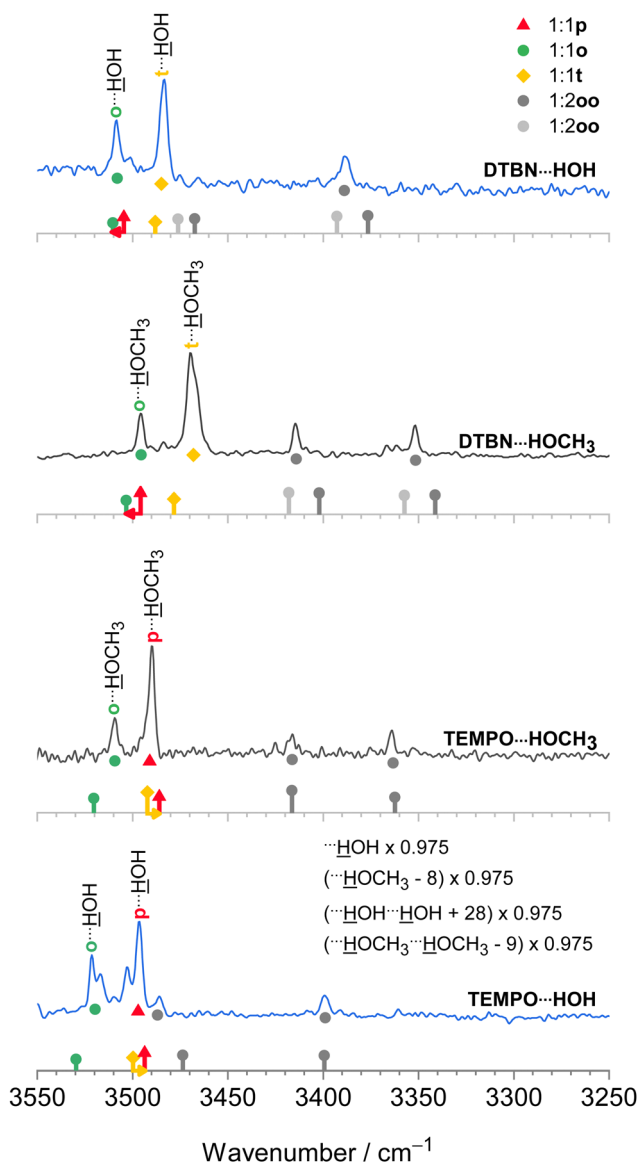 1:1p
1:1o
1:1t
1:2oo
1:2oo
o···HOH
t···HOH
DTBN···HOH
o···HOCH₃
t···HOCH₃
DTBN···HOCH₃
o···HOCH₃
p···HOCH₃
TEMPO···HOCH₃
···HOH x 0.975
(···HOCH₃ - 8) x 0.975
(···HOH···HOH + 28) x 0.975
(···HOCH₃···HOCH₃ - 9) x 0.975
o···HOH
p···HOH
TEMPO···HOH
3550 3500 3450 3400 3350 3300 3250
Wavenumber / cm⁻¹